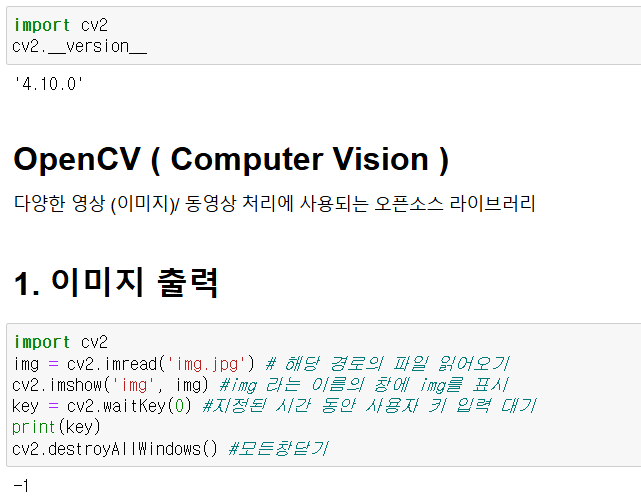 import cv2
cv2.__version__
'4.10.0'
OpenCV ( Computer Vision )
다양한 영상 (이미지)/ 동영상 처리에 사용되는 오픈소스 라이브러리
1. 이미지 출력
import cv2
img = cv2.imread('img.jpg') # 해당 경로의 파일 읽어오기
cv2.imshow('img', img) #img 라는 이름의 창에 img를 표시
key = cv2.waitKey(0) #지정된 시간 동안 사용자 키 입력 대기
print(key)
cv2.destroyAllWindows() #모든창닫기
-1